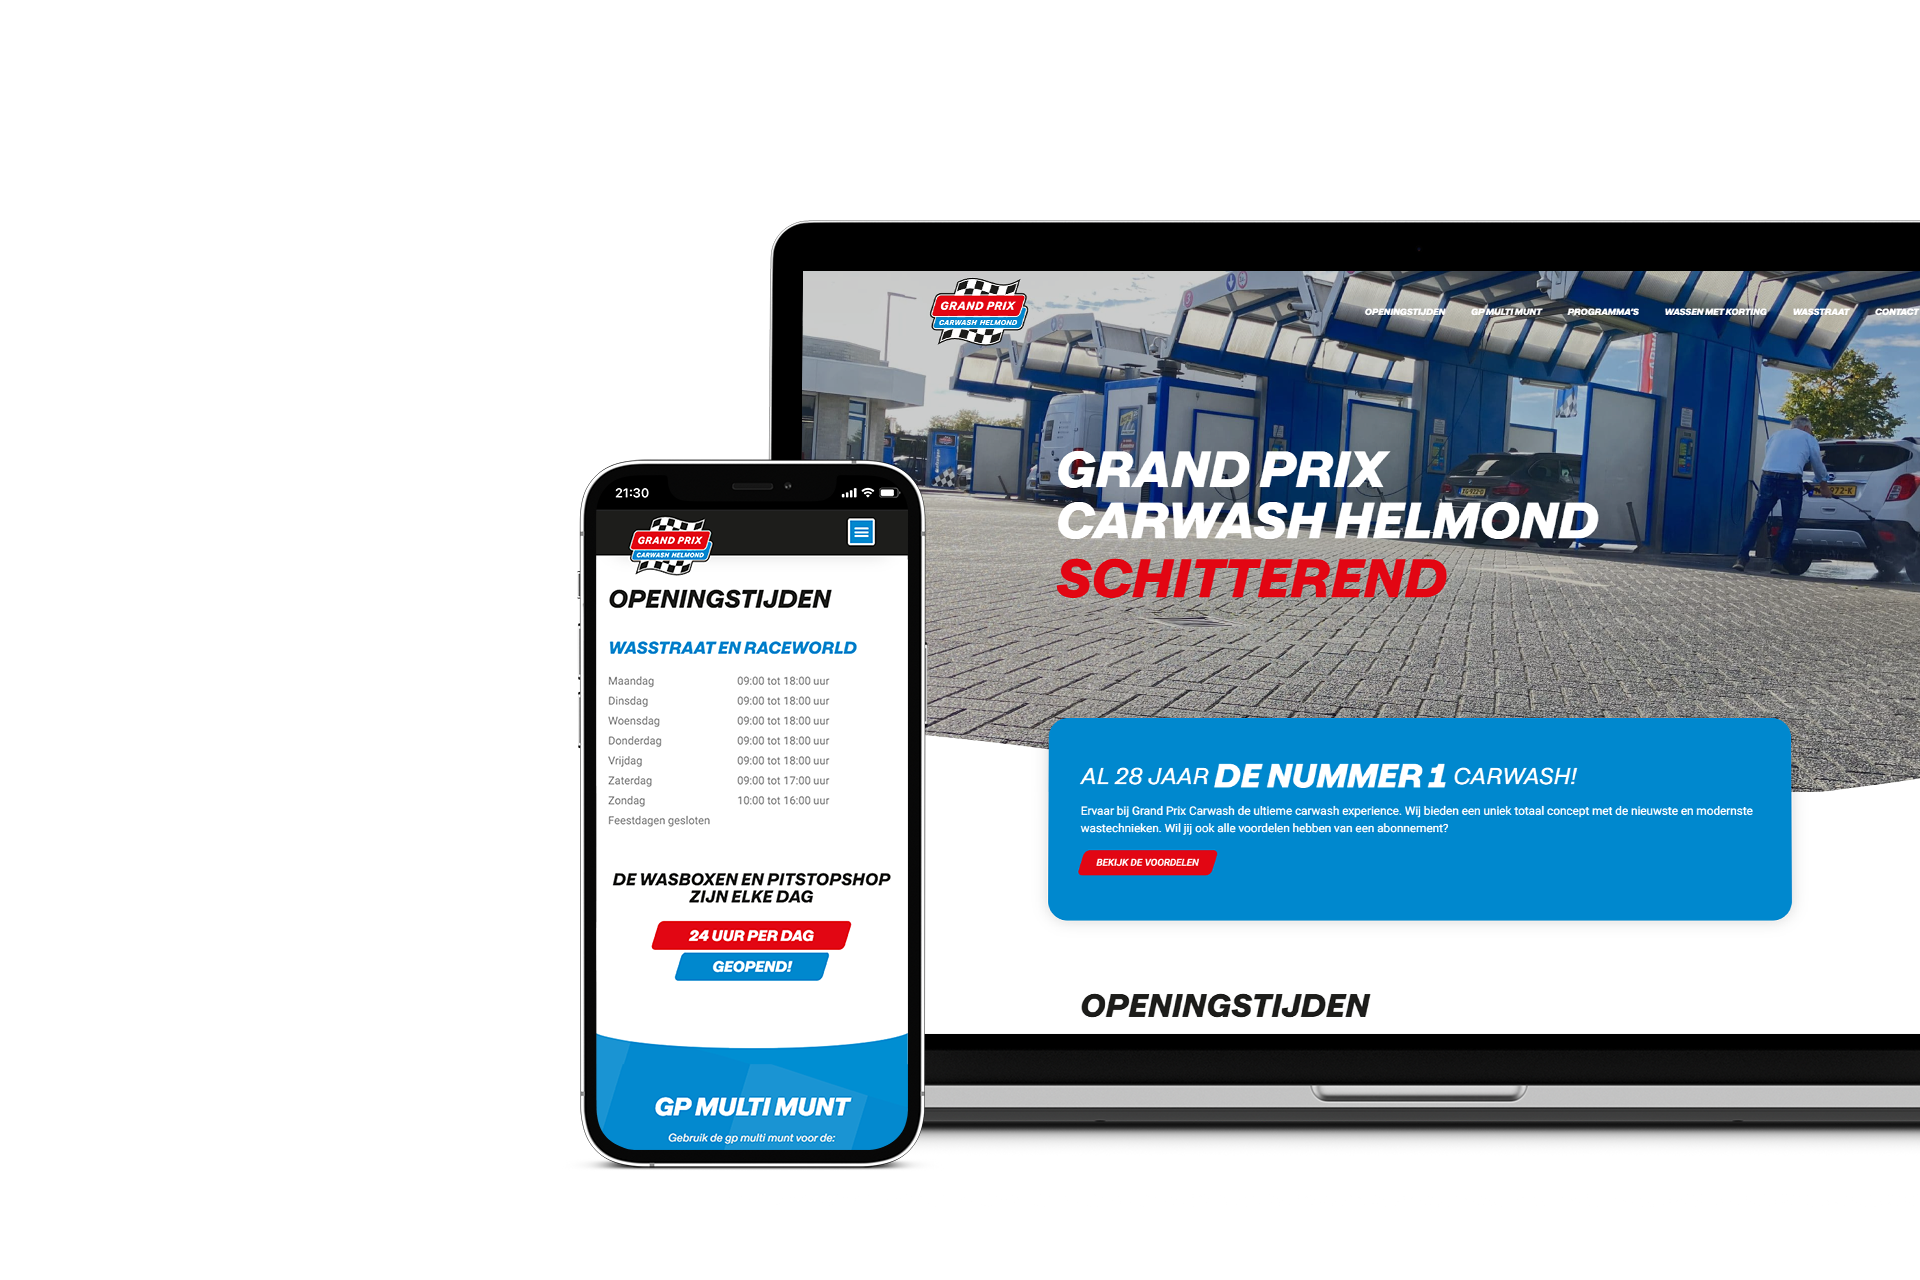 GRAND PRIX
CARWASH HELMOND
OPENINGSTIJDEN
GP MULTI MUNT
PROGRAMMA'S
WASSEN MET KORTING
WASSTRAAT
CONTACT
GRAND PRIX
CARWASH HELMOND
SCHITTEREND
AL 28 JAAR DE NUMMER 1 CARWASH!
Ervaar bij Grand Prix Carwash de ultieme carwash experience. Wij bieden een uniek totaal concept met de nieuwste en modernste
wastechnieken. Wil jij ook alle voordelen hebben van een abonnement?
BEKIJK DE VOORDELEN
OPENINGSTIJDEN
21:30
GRAND PRIX
CARWASH HELMOND
OPENINGSTIJDEN
WASSTRAAT EN RACEWORLD
Maandag 09:00 tot 18:00 uur
Dinsdag 09:00 tot 18:00 uur
Woensdag 09:00 tot 18:00 uur
Donderdag 09:00 tot 18:00 uur
Vrijdag 09:00 tot 18:00 uur
Zaterdag 09:00 tot 17:00 uur
Zondag 10:00 tot 16:00 uur
Feestdagen gesloten
DE WASBOXEN EN PITSTOPSHOP
ZIJN ELKE DAG
24 UUR PER DAG
GEOPEND!
GP MULTI MUNT
Gebruik de gp multi munt voor de: